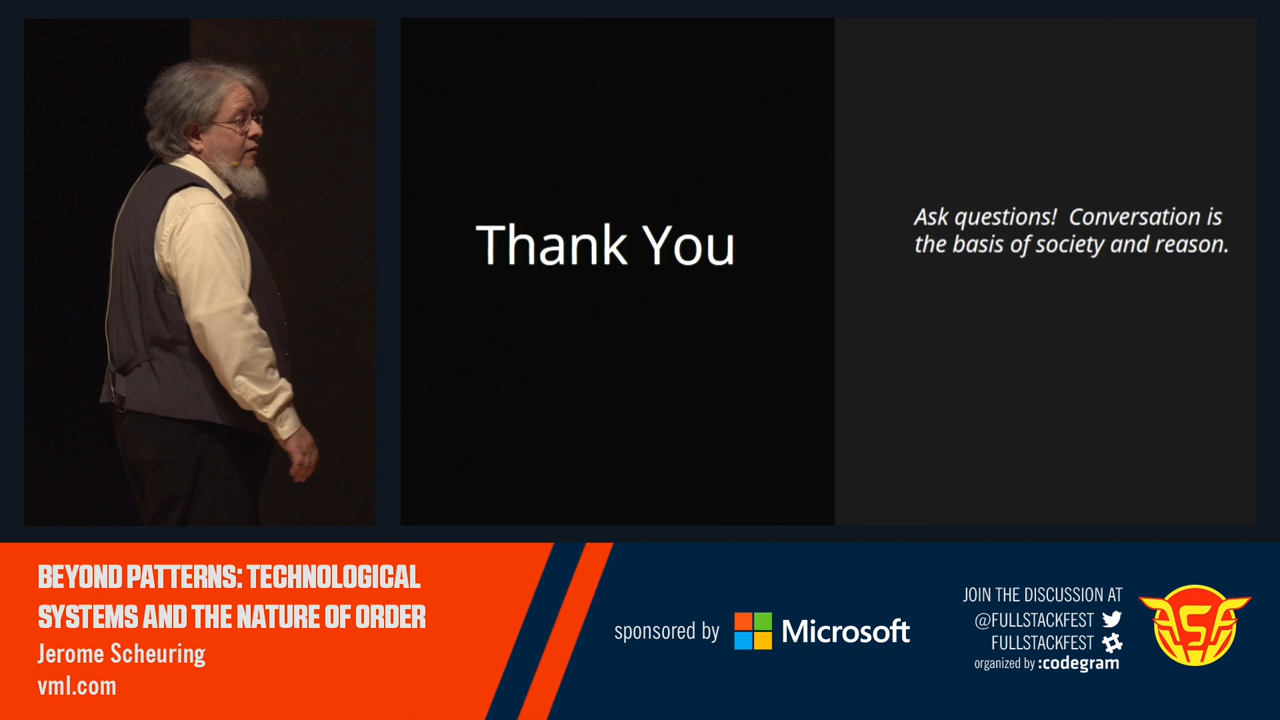 Thank You
Ask questions!  Conversation is
the basis of society and reason.
BEYOND PATTERNS: TECHNOLOGICAL
SYSTEMS AND THE NATURE OF ORDER
Jerome Scheuring
vml.com
sponsored by Microsoft
JOIN THE DISCUSSION AT
@FULLSTACKFEST
FULLSTACKFEST
organized by :codegram
FSF